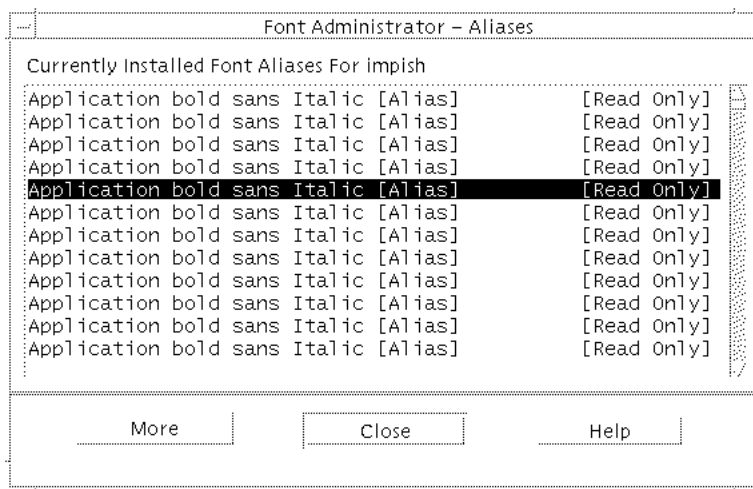 Font Administrator – Aliases
Currently Installed Font Aliases For impish
Application bold sans Italic [Alias] [Read Only]
Application bold sans Italic [Alias] [Read Only]
Application bold sans Italic [Alias] [Read Only]
Application bold sans Italic [Alias] [Read Only]
Application bold sans Italic [Alias] [Read Only]
Application bold sans Italic [Alias] [Read Only]
Application bold sans Italic [Alias] [Read Only]
Application bold sans Italic [Alias] [Read Only]
Application bold sans Italic [Alias] [Read Only]
Application bold sans Italic [Alias] [Read Only]
Application bold sans Italic [Alias] [Read Only]
Application bold sans Italic [Alias] [Read Only]
More Close Help